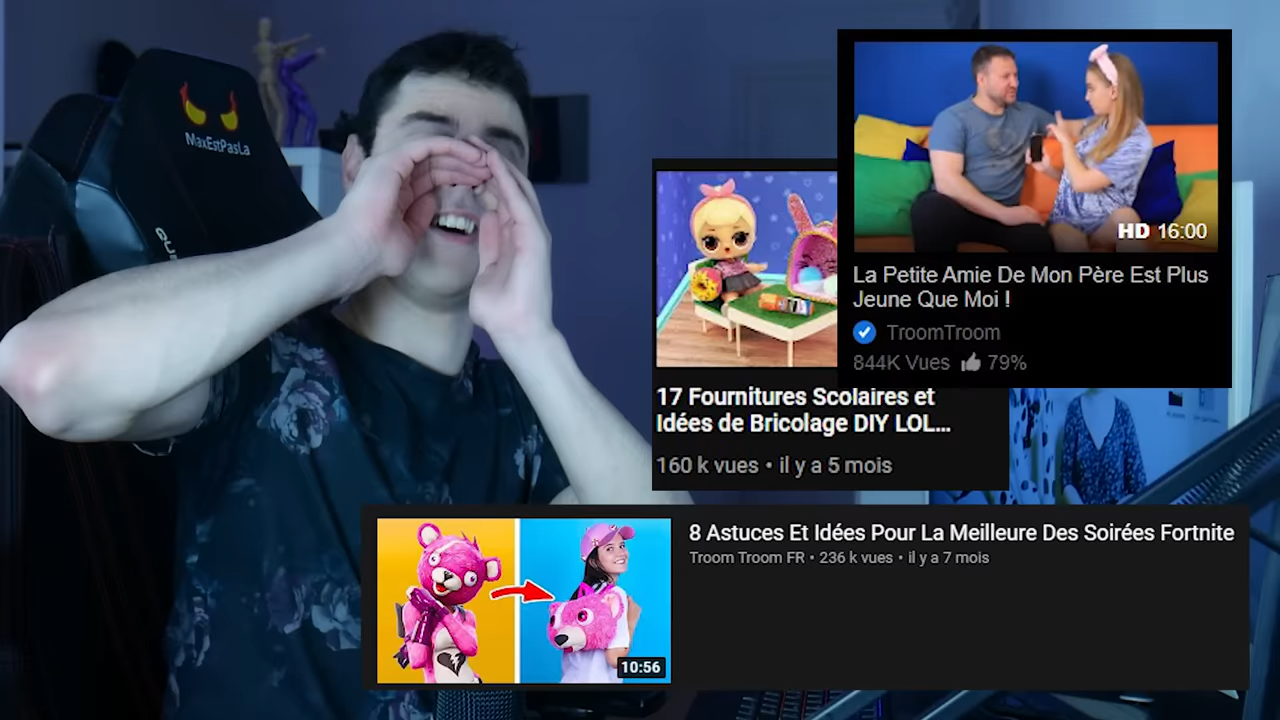 MaxEstPasLa
QU
HD 16:00
La Petite Amie De Mon Père Est Plus
Jeune Que Moi !
TroomTroom
844K Vues 79%
17 Fournitures Scolaires et
Idées de Bricolage DIY LOL...
160 k vues • il y a 5 mois
8 Astuces Et Idées Pour La Meilleure Des Soirées Fortnite
Troom Troom FR • 236 k vues • il y a 7 mois
10:56